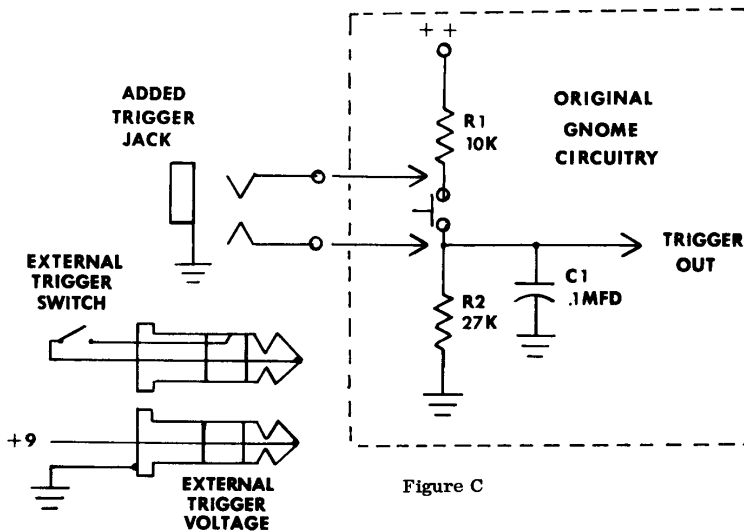 + +
ADDED
TRIGGER
JACK
R1
10K
ORIGINAL
GNOME
CIRCUITRY
EXTERNAL
TRIGGER
SWITCH
TRIGGER
OUT
C1
.1MFD
R2
27K
+9
EXTERNAL
TRIGGER
VOLTAGE
Figure C